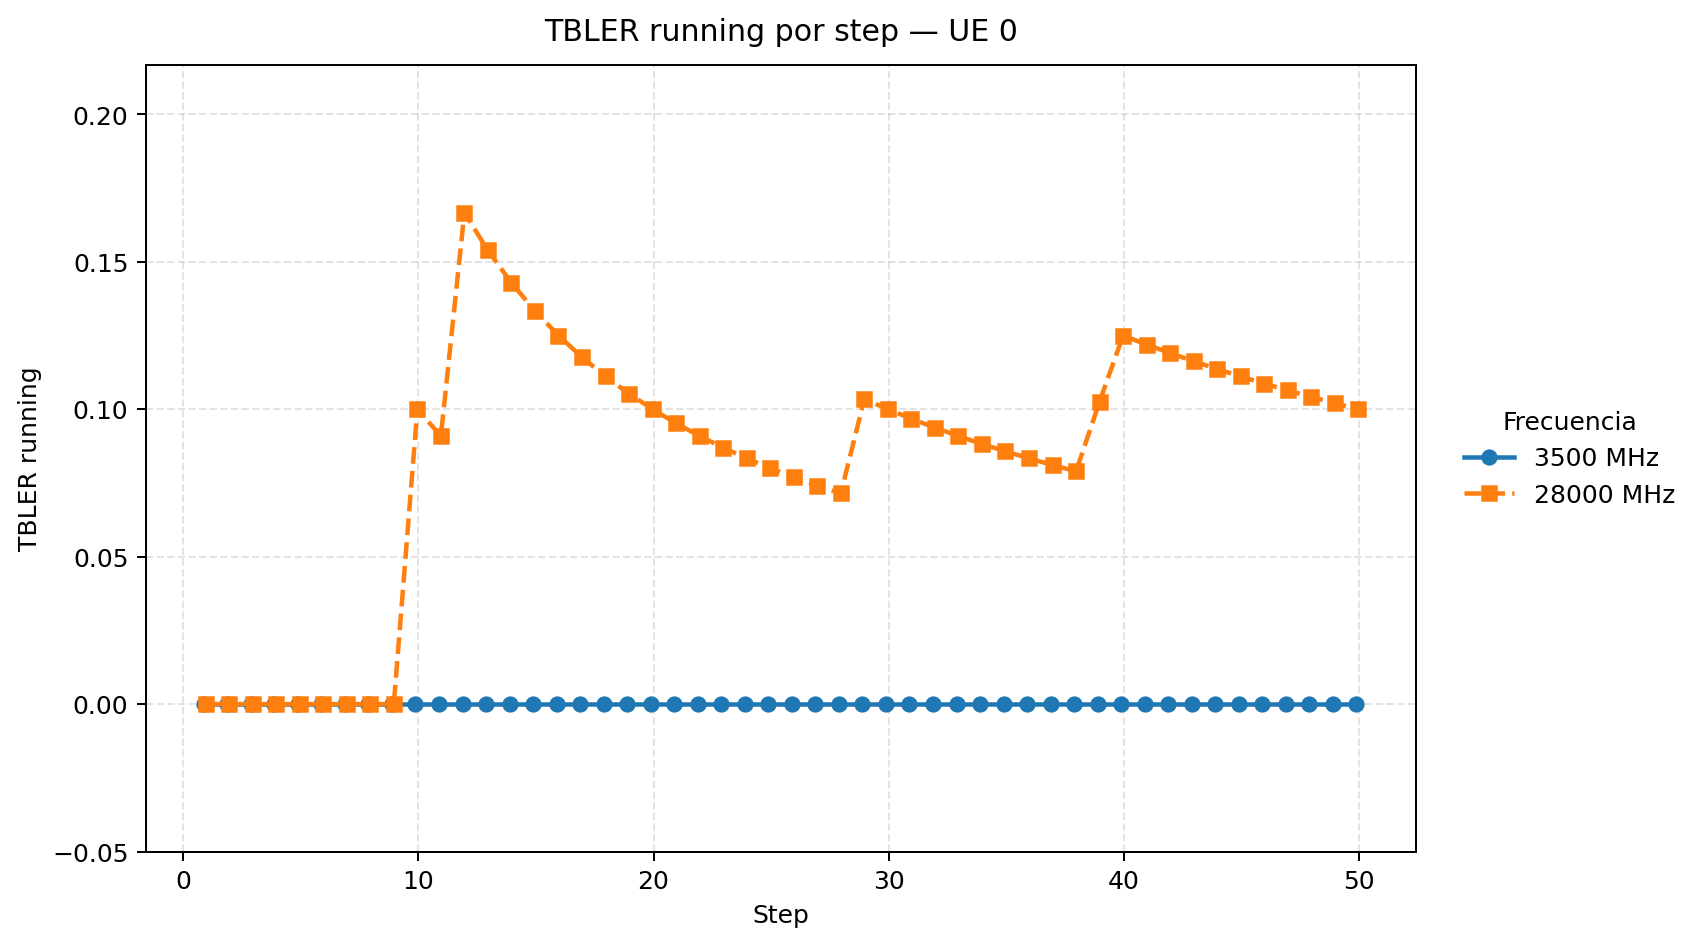 TBLER running por step — UE 0
0.20
0.15
0.10
0.05
0.00
−0.05
TBLER running
0 10 20 30 40 50
Step
Frecuencia
3500 MHz
28000 MHz